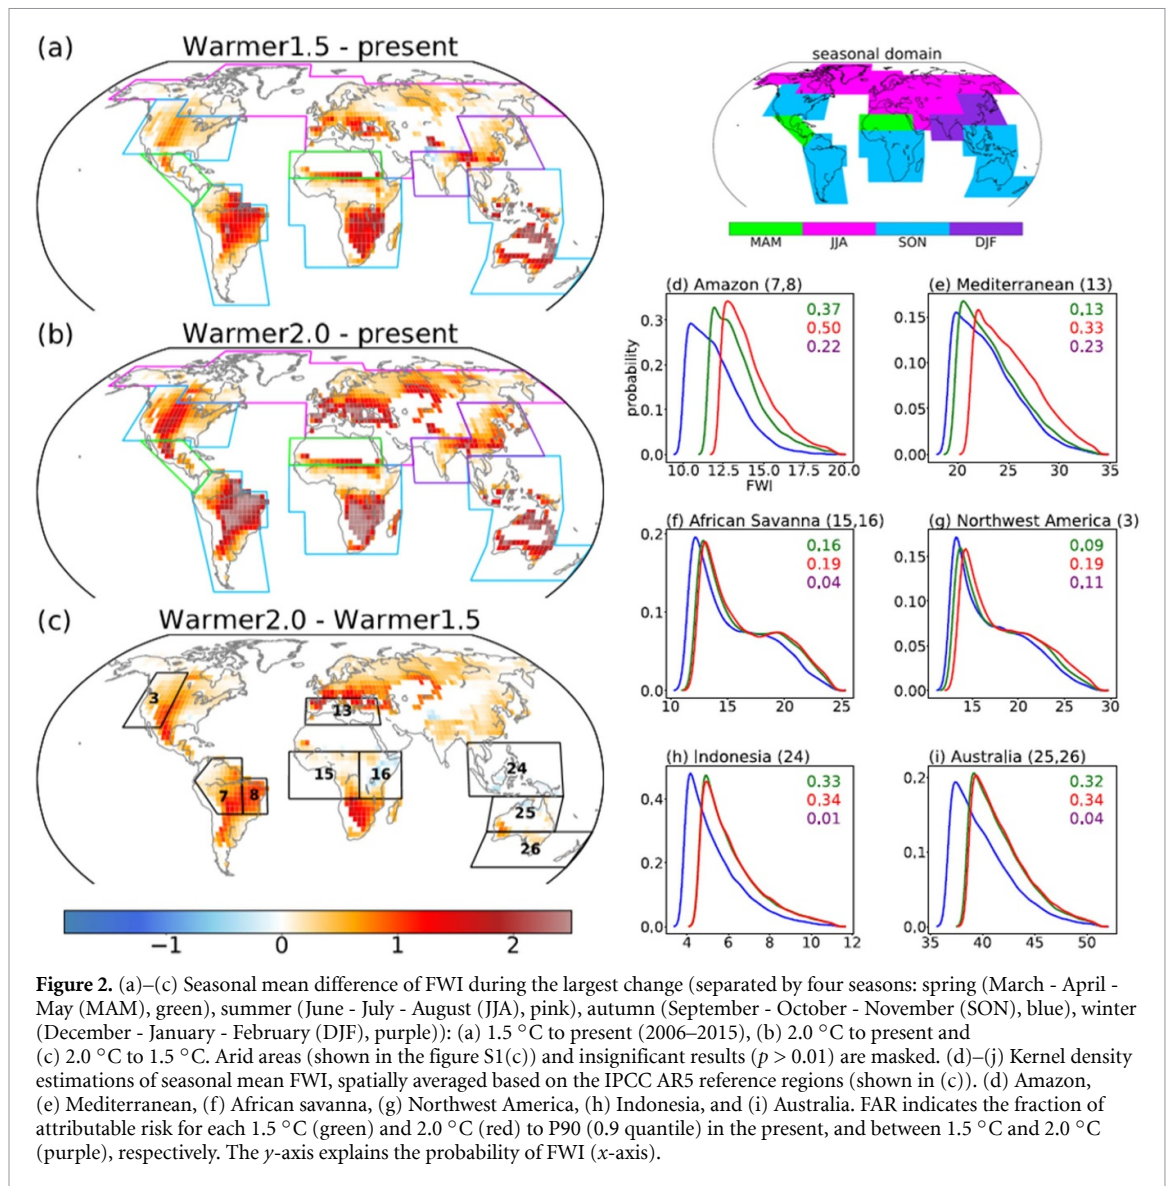 (a)
Warmer1.5 - present
seasonal domain
MAM
JJA
SON
DJF
(b)
Warmer2.0 - present
(c)
Warmer2.0 - Warmer1.5
3
13
15
16
7
8
24
25
26
−1
0
1
2
(d) Amazon (7,8)
0.37
0.50
0.22
probability
0.3
0.2
0.1
0.0
10.0
12.5
15.0
17.5
20.0
FWI
(e) Mediterranean (13)
0.13
0.33
0.23
0.15
0.10
0.05
0.00
20
25
30
35
(f) African Savanna (15,16)
0.16
0.19
0.04
0.2
0.1
0.0
10
15
20
25
(g) Northwest America (3)
0.09
0.19
0.11
0.15
0.10
0.05
0.00
15
20
25
30
(h) Indonesia (24)
0.33
0.34
0.01
0.4
0.2
0.0
4
6
8
10
12
(i) Australia (25,26)
0.32
0.34
0.04
0.2
0.1
0.0
35
40
45
50
Figure 2. (a)–(c) Seasonal mean difference of FWI during the largest change (separated by four seasons: spring (March - April -
May (MAM), green), summer (June - July - August (JJA), pink), autumn (September - October - November (SON), blue), winter
(December - January - February (DJF), purple)): (a) 1.5 °C to present (2006–2015), (b) 2.0 °C to present and
(c) 2.0 °C to 1.5 °C. Arid areas (shown in the figure S1(c)) and insignificant results (p > 0.01) are masked. (d)–(j) Kernel density
estimations of seasonal mean FWI, spatially averaged based on the IPCC AR5 reference regions (shown in (c)). (d) Amazon,
(e) Mediterranean, (f) African savanna, (g) Northwest America, (h) Indonesia, and (i) Australia. FAR indicates the fraction of
attributable risk for each 1.5 °C (green) and 2.0 °C (red) to P90 (0.9 quantile) in the present, and between 1.5 °C and 2.0 °C
(purple), respectively. The y-axis explains the probability of FWI (x-axis).